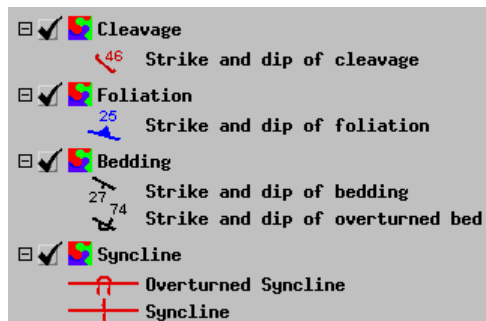 Cleavage
46 Strike and dip of cleavage
Foliation
25 Strike and dip of foliation
Bedding
27 Strike and dip of bedding
74 Strike and dip of overturned bed
Syncline
Overturned Syncline
Syncline